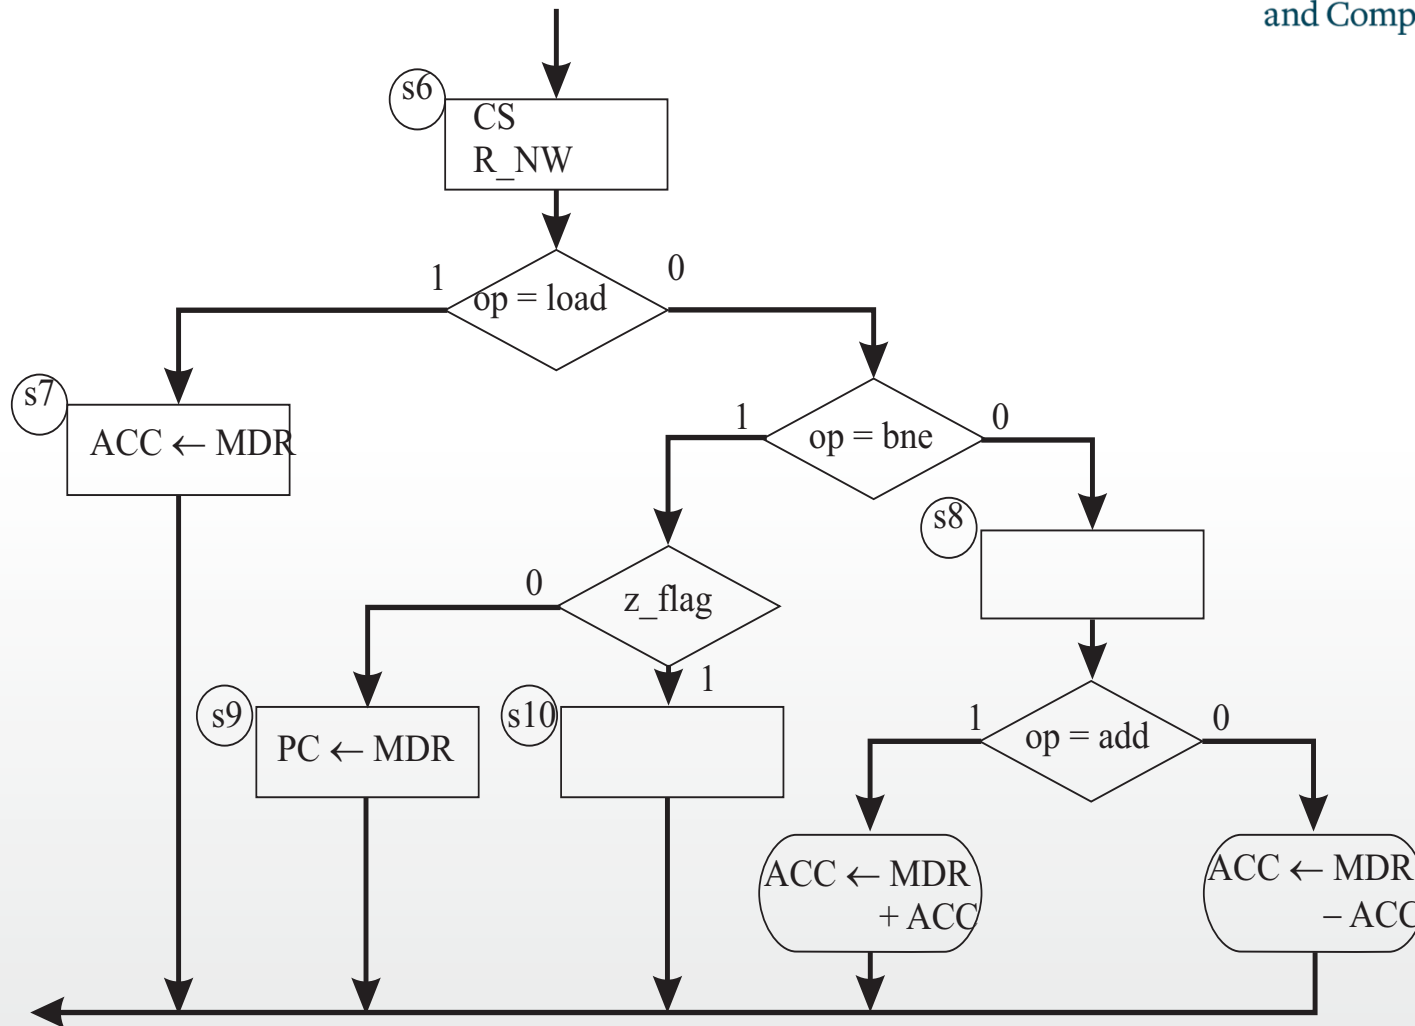 and Comp
s6
CS
R_NW
1
0
op = load
s7
ACC ← MDR
1
0
op = bne
s8
0
z_flag
1
s9
PC ← MDR
s10
1
0
op = add
ACC ← MDR
+ ACC
ACC ← MDR
– ACC